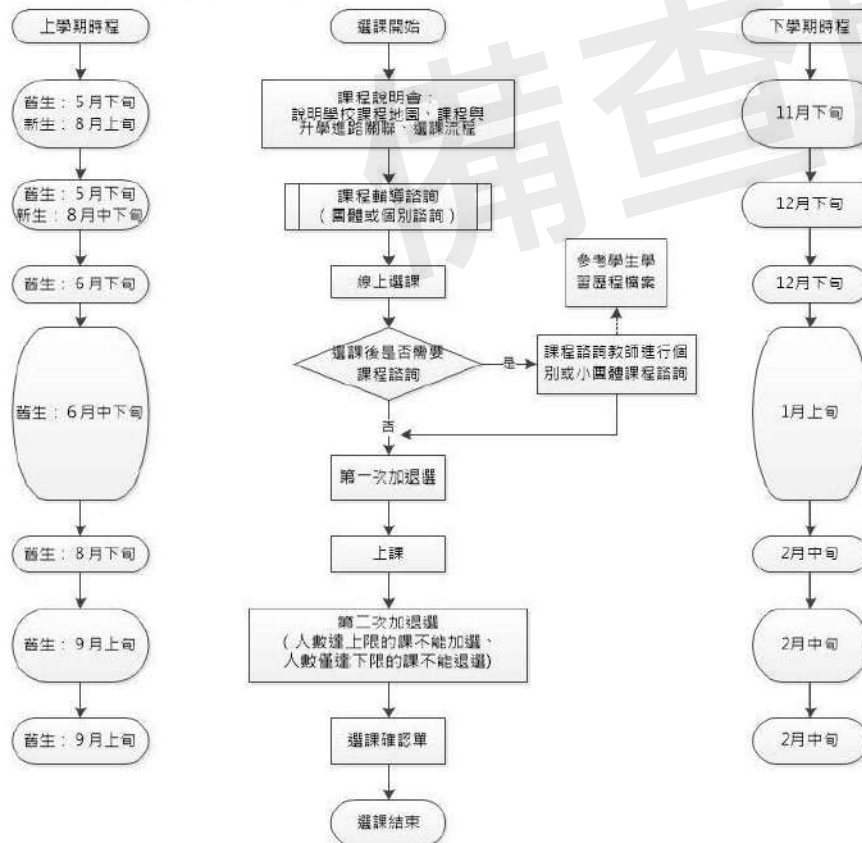 上學期時程
選課開始
下學期時程
舊生：5月下旬
新生：8月上旬
課程說明會：
說明學校課程地圖、課程與
升學進路關聯、選課流程
11月下旬
舊生：5月下旬
新生：8月中下旬
課程輔導諮詢
（團體或個別諮詢）
12月下旬
參考學生學
習歷程檔案
舊生：6月下旬
線上選課
12月下旬
選課後是否需要
課程諮詢
是
課程諮詢教師進行個
別或小團體課程諮詢
舊生：6月中下旬
1月上旬
否
第一次加退選
舊生：8月下旬
上課
2月中旬
第二次加退選
（人數達上限的課不能加選、
人數僅達下限的課不能退選)
舊生：9月上旬
2月中旬
舊生：9月上旬
選課確認單
2月中旬
選課結束
備查